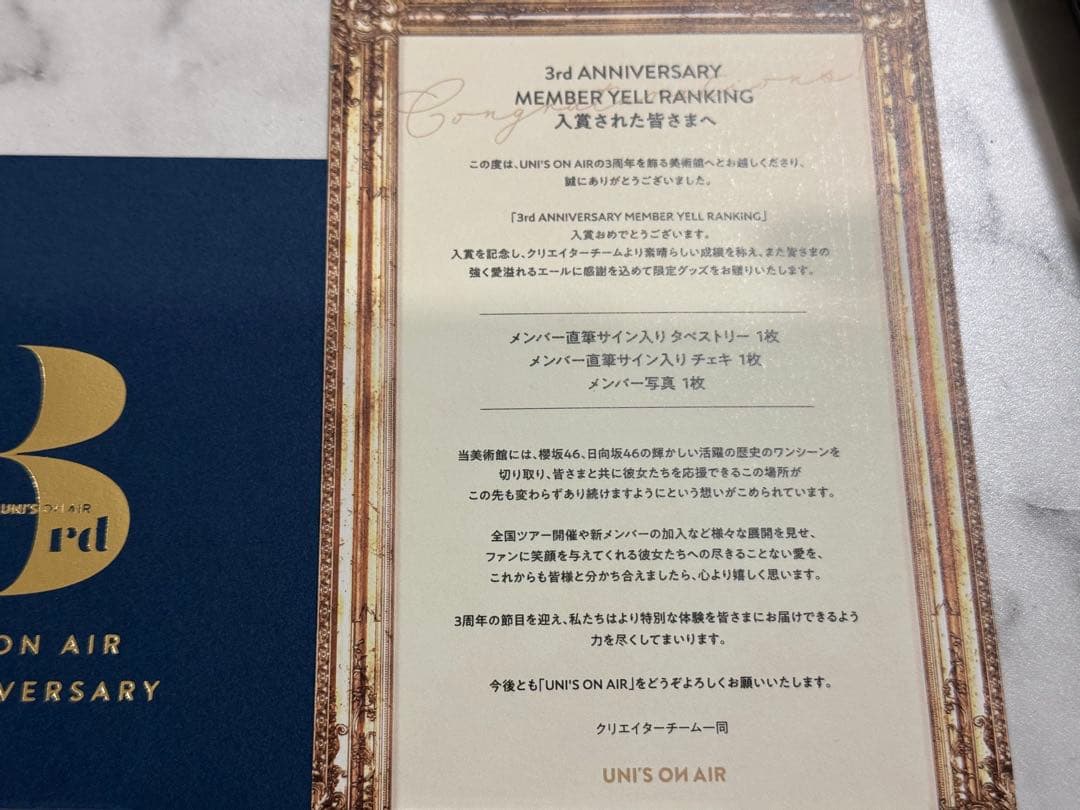 UNI'S ON AIR
3rd
ON AIR
VERSARY
Congratulations!
3rd ANNIVERSARY
MEMBER YELL RANKING
入賞された皆さまへ
この度は、UNI'S ON AIRの3周年を飾る美術館へとお越しくださり、
誠にありがとうございました。
「3rd ANNIVERSARY MEMBER YELL RANKING」
入賞おめでとうございます。
入賞を記念し、クリエイターチームより素晴らしい成績を称え、また皆さまの
強く愛溢れるエールに感謝を込めて限定グッズをお贈りいたします。
メンバー直筆サイン入り タペストリー 1枚
メンバー直筆サイン入り チェキ 1枚
メンバー写真 1枚
当美術館には、櫻坂46、日向坂46の輝かしい活躍の歴史のワンシーンを
切り取り、皆さまと共に彼女たちを応援できるこの場所が
この先も変わらずあり続けますようにという想いがこめられています。
全国ツアー開催や新メンバーの加入など様々な展開を見せ、
ファンに笑顔を与えてくれる彼女たちへの尽きることない愛を、
これからも皆様と分かち合えましたら、心より嬉しく思います。
3周年の節目を迎え、私たちはより特別な体験を皆さまにお届けできるよう
力を尽くしてまいります。
今後とも「UNI'S ON AIR」をどうぞよろしくお願いいたします。
クリエイターチーム一同
UNI'S ON AIR